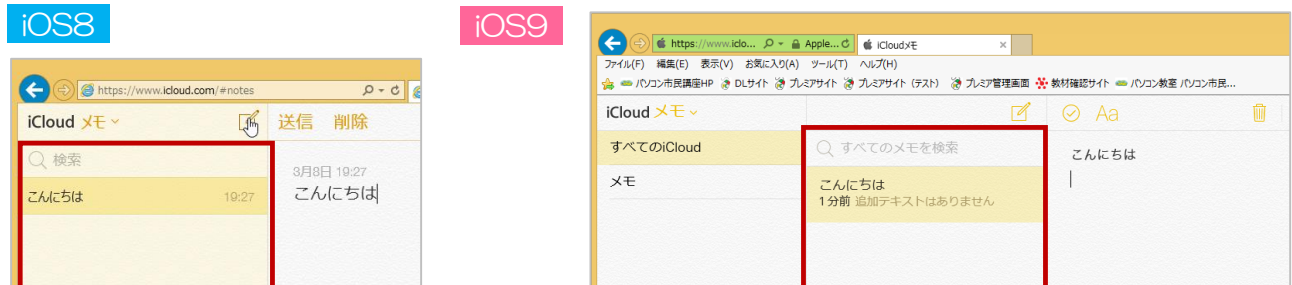 iOS8
https://www.icloud.com/#notes
iCloud メモ
送信 削除
検索
こんにちは 19:27
3月8日 19:27
こんにちは
iOS9
https://www.iclo... Apple... iCloudメモ ×
ファイル(F) 編集(E) 表示(V) お気に入り(A) ツール(T) ヘルプ(H)
パソコン市民講座HP DLサイト プレミアサイト プレミアサイト (テスト) プレミア管理画面 教材確認サイト パソコン教室 パソコン市民...
iCloud メモ
Aa
すべてのiCloud
メモ
すべてのメモを検索
こんにちは
1分前 追加テキストはありません
こんにちは